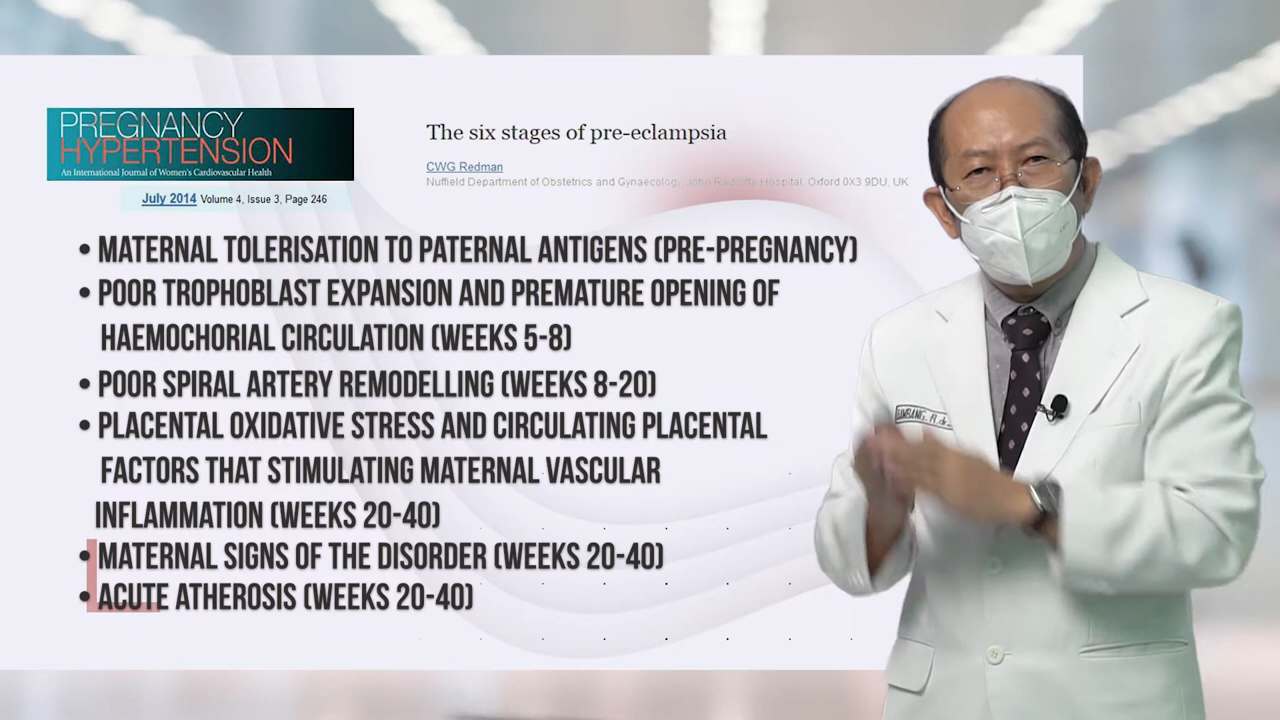 PREGNANCY
HYPERTENSION
An International Journal of Women's Cardiovascular Health
July 2014 Volume 4, Issue 3, Page 246
The six stages of pre-eclampsia
CWG Redman
Nuffield Department of Obstetrics and Gynaecology, John Radcliffe Hospital, Oxford 0X3 9DU, UK
• MATERNAL TOLERISATION TO PATERNAL ANTIGENS (PRE-PREGNANCY)
• POOR TROPHOBLAST EXPANSION AND PREMATURE OPENING OF
HAEMOCHORIAL CIRCULATION (WEEKS 5-8)
• POOR SPIRAL ARTERY REMODELLING (WEEKS 8-20)
• PLACENTAL OXIDATIVE STRESS AND CIRCULATING PLACENTAL
FACTORS THAT STIMULATING MATERNAL VASCULAR
INFLAMMATION (WEEKS 20-40)
• MATERNAL SIGNS OF THE DISORDER (WEEKS 20-40)
• ACUTE ATHEROSIS (WEEKS 20-40)